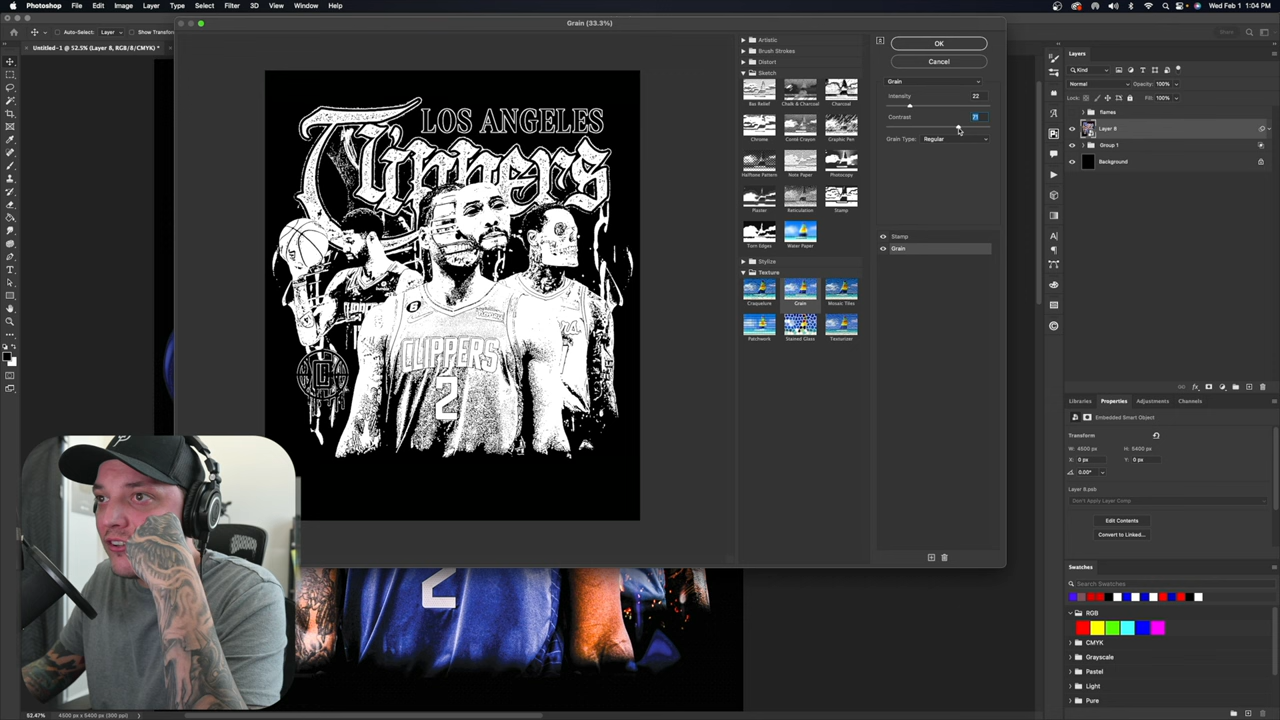 Photoshop File Edit Image Layer Type Select Filter 3D View Window Help
Wed Feb 1 1:04 PM
Auto-Select: Layer Show Transform
Share
Untitled-1 @ 52.5% (Layer 8, RGB/8/CMYK) *
Grain (33.3%)
LOS ANGELES
Clippers
CLIPPERS
2
Artistic
Brush Strokes
Distort
Sketch
Bas Relief Chalk & Charcoal Charcoal
Chrome Conté Crayon Graphic Pen
Halftone Pattern Note Paper Photocopy
Plaster Reticulation Stamp
Torn Edges Water Paper
Stylize
Texture
Craquelure Grain Mosaic Tiles
Patchwork Stained Glass Texturizer
OK
Cancel
Grain
Intensity 22
Contrast 71
Grain Type: Regular
Stamp
Grain
Layers
Kind
Normal Opacity: 100%
Lock: Fill: 100%
flames
Layer 8
Group 1
Background
Libraries Properties Adjustments Channels
Embedded Smart Object
Transform
W: 4500 px H: 5400 px
X: 0 px Y: 0 px
0.00°
Layer 8.psb
Don't Apply Layer Comp
Edit Contents
Convert to Linked...
Swatches
Search Swatches
RGB
CMYK
Grayscale
Pastel
Light
Pure
2
52.47% 4500 px x 5400 px (300 ppi)